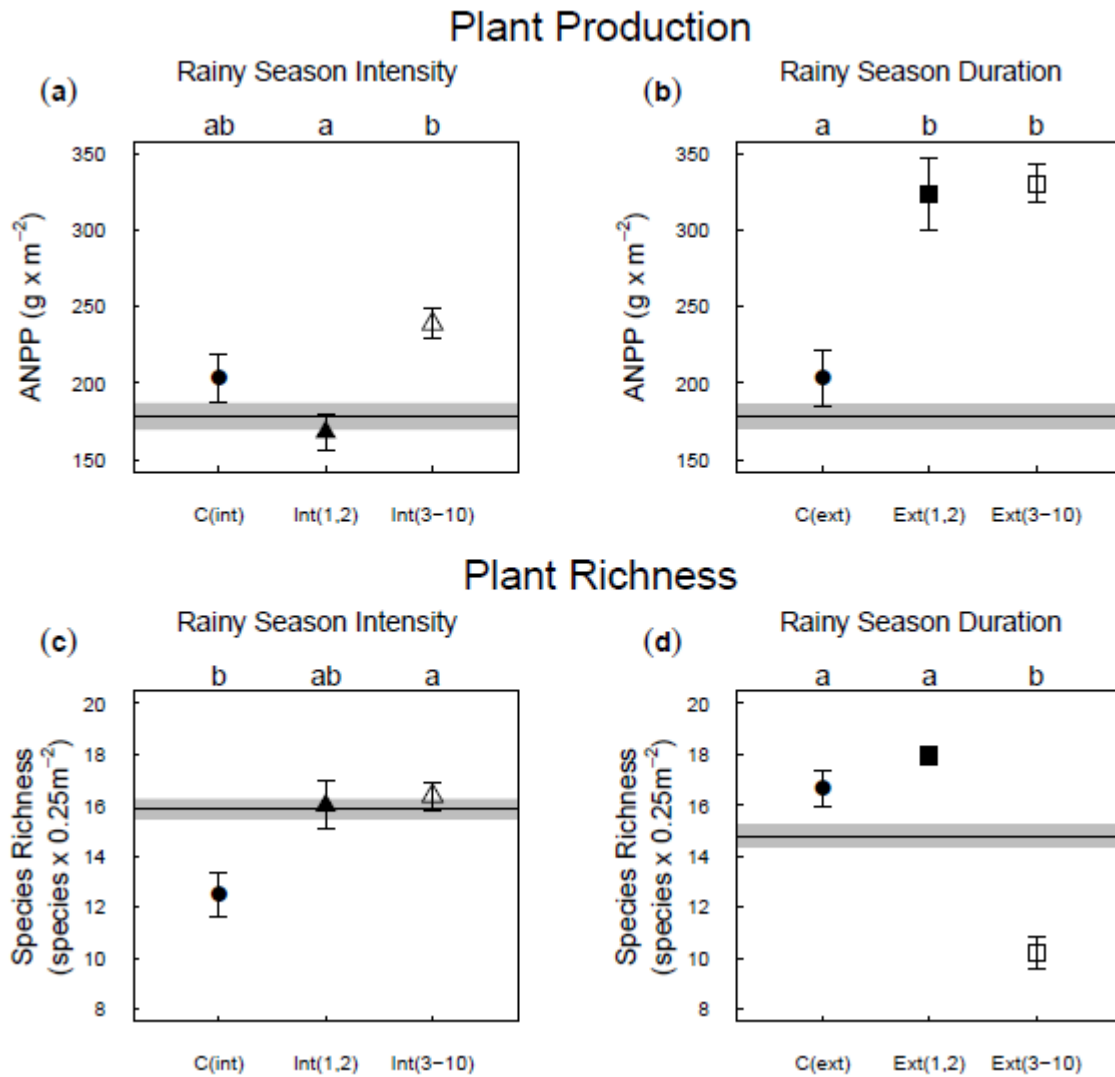 Plant Production
(a) Rainy Season Intensity
ab a b
ANPP (g x m−2)
350
300
250
200
150
C(int) Int(1,2) Int(3−10)
(b) Rainy Season Duration
a b b
ANPP (g x m−2)
350
300
250
200
150
C(ext) Ext(1,2) Ext(3−10)
Plant Richness
(c) Rainy Season Intensity
b ab a
Species Richness
(species x 0.25m−2)
20
18
16
14
12
10
8
C(int) Int(1,2) Int(3−10)
(d) Rainy Season Duration
a a b
Species Richness
(species x 0.25m−2)
20
18
16
14
12
10
8
C(ext) Ext(1,2) Ext(3−10)